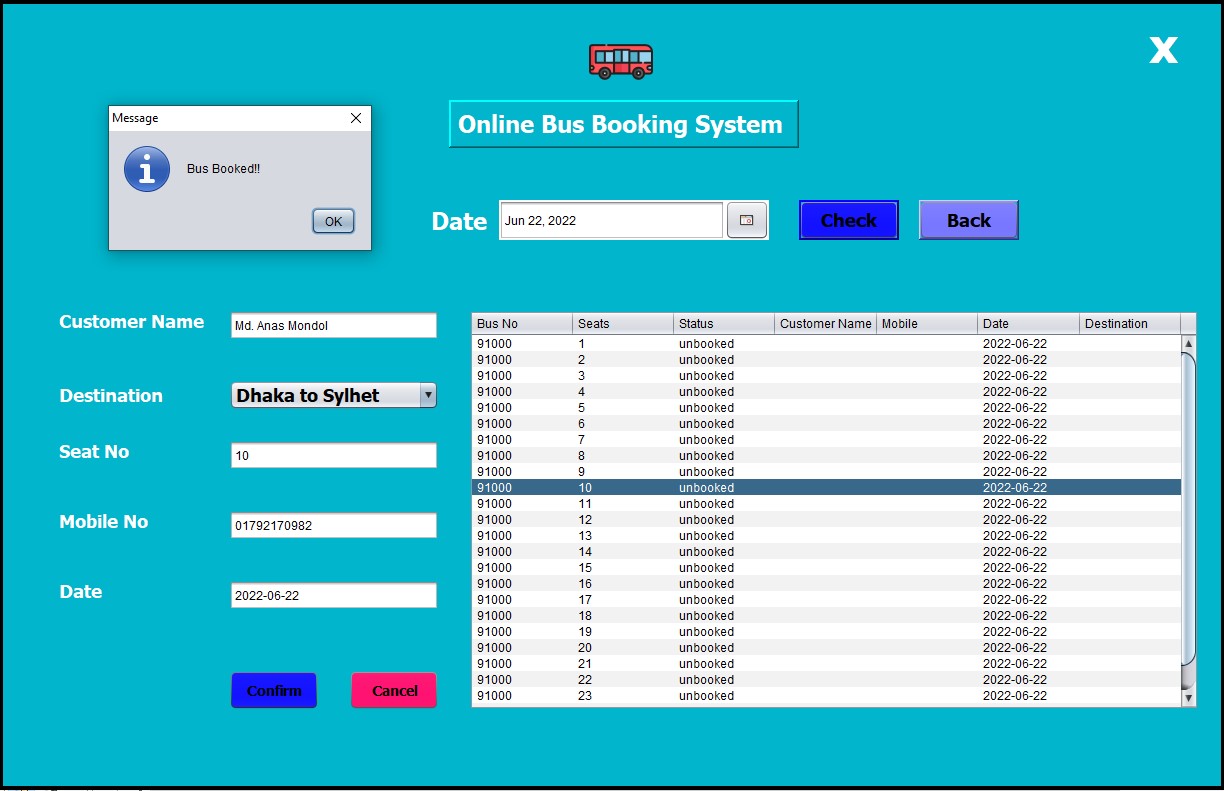 X
Online Bus Booking System
Message
Bus Booked!!
OK
Date Jun 22, 2022 Check Back
Customer Name Md. Anas Mondol
Destination Dhaka to Sylhet
Seat No 10
Mobile No 01792170982
Date 2022-06-22
Confirm Cancel
Bus No Seats Status Customer Name Mobile Date Destination
91000 1 unbooked 2022-06-22
91000 2 unbooked 2022-06-22
91000 3 unbooked 2022-06-22
91000 4 unbooked 2022-06-22
91000 5 unbooked 2022-06-22
91000 6 unbooked 2022-06-22
91000 7 unbooked 2022-06-22
91000 8 unbooked 2022-06-22
91000 9 unbooked 2022-06-22
91000 10 unbooked 2022-06-22
91000 11 unbooked 2022-06-22
91000 12 unbooked 2022-06-22
91000 13 unbooked 2022-06-22
91000 14 unbooked 2022-06-22
91000 15 unbooked 2022-06-22
91000 16 unbooked 2022-06-22
91000 17 unbooked 2022-06-22
91000 18 unbooked 2022-06-22
91000 19 unbooked 2022-06-22
91000 20 unbooked 2022-06-22
91000 21 unbooked 2022-06-22
91000 22 unbooked 2022-06-22
91000 23 unbooked 2022-06-22